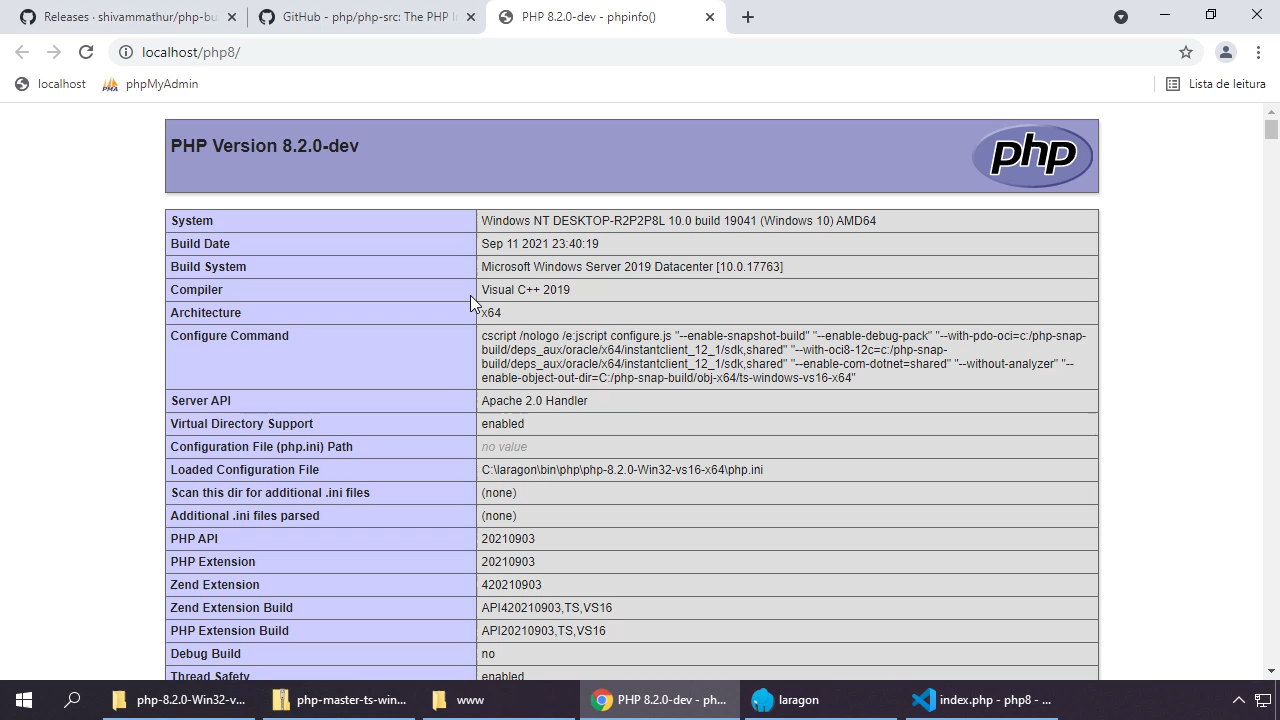 Releases · shivammathur/php-bu
GitHub - php/php-src: The PHP I
PHP 8.2.0-dev - phpinfo()
localhost/php8/
localhost
phpMyAdmin
Lista de leitura
PHP Version 8.2.0-dev
php
System Windows NT DESKTOP-R2P2P8L 10.0 build 19041 (Windows 10) AMD64
Build Date Sep 11 2021 23:40:19
Build System Microsoft Windows Server 2019 Datacenter [10.0.17763]
Compiler Visual C++ 2019
Architecture x64
Configure Command cscript /nologo /e:jscript configure.js "--enable-snapshot-build" "--enable-debug-pack" "--with-pdo-oci=c:/php-snap-
build/deps_aux/oracle/x64/instantclient_12_1/sdk,shared" "--with-oci8-12c=c:/php-snap-
build/deps_aux/oracle/x64/instantclient_12_1/sdk,shared" "--enable-com-dotnet=shared" "--without-analyzer" "--
enable-object-out-dir=C:/php-snap-build/obj-x64/ts-windows-vs16-x64"
Server API Apache 2.0 Handler
Virtual Directory Support enabled
Configuration File (php.ini) Path no value
Loaded Configuration File C:\laragon\bin\php\php-8.2.0-Win32-vs16-x64\php.ini
Scan this dir for additional .ini files (none)
Additional .ini files parsed (none)
PHP API 20210903
PHP Extension 20210903
Zend Extension 420210903
Zend Extension Build API420210903,TS,VS16
PHP Extension Build API20210903,TS,VS16
Debug Build no
Thread Safety enabled
php-8.2.0-Win32-v...
php-master-ts-win...
www
PHP 8.2.0-dev - ph...
laragon
index.php - php8 - ...